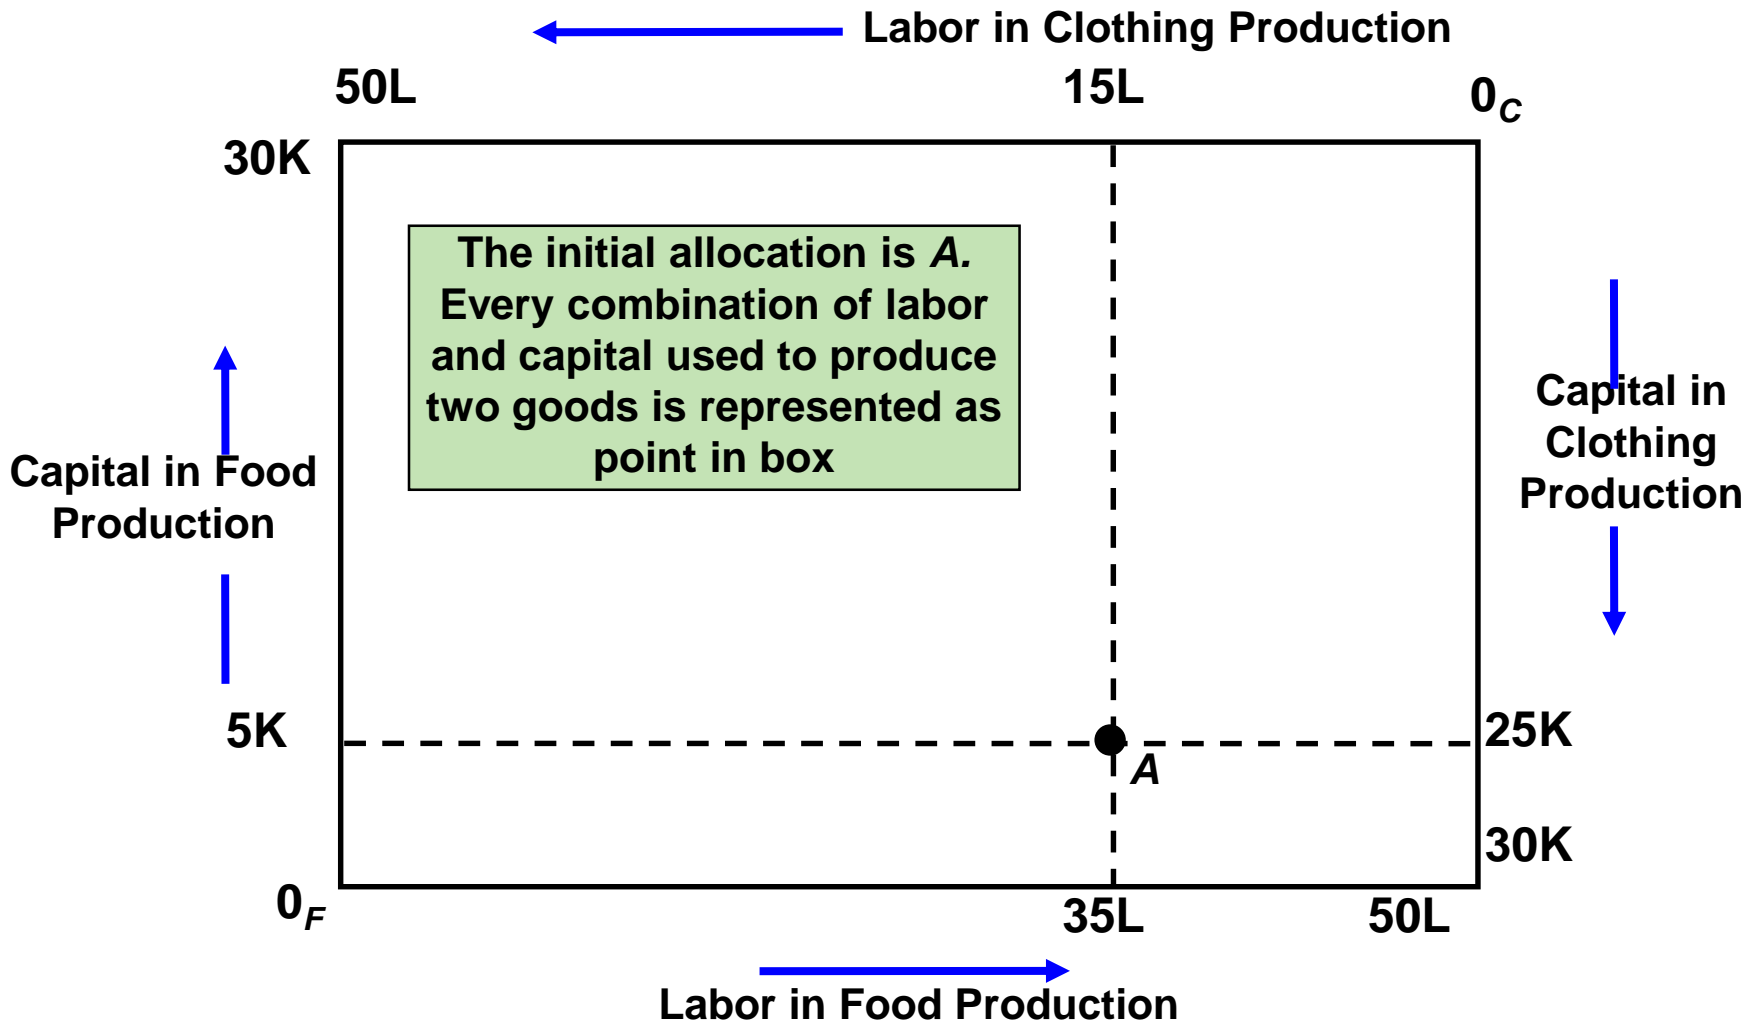 Labor in Clothing Production
50L
15L
0C
30K
The initial allocation is A.
Every combination of labor
and capital used to produce
two goods is represented as
point in box
Capital in Food
Production
Capital in
Clothing
Production
5K
25K
A
30K
0F
35L
50L
Labor in Food Production